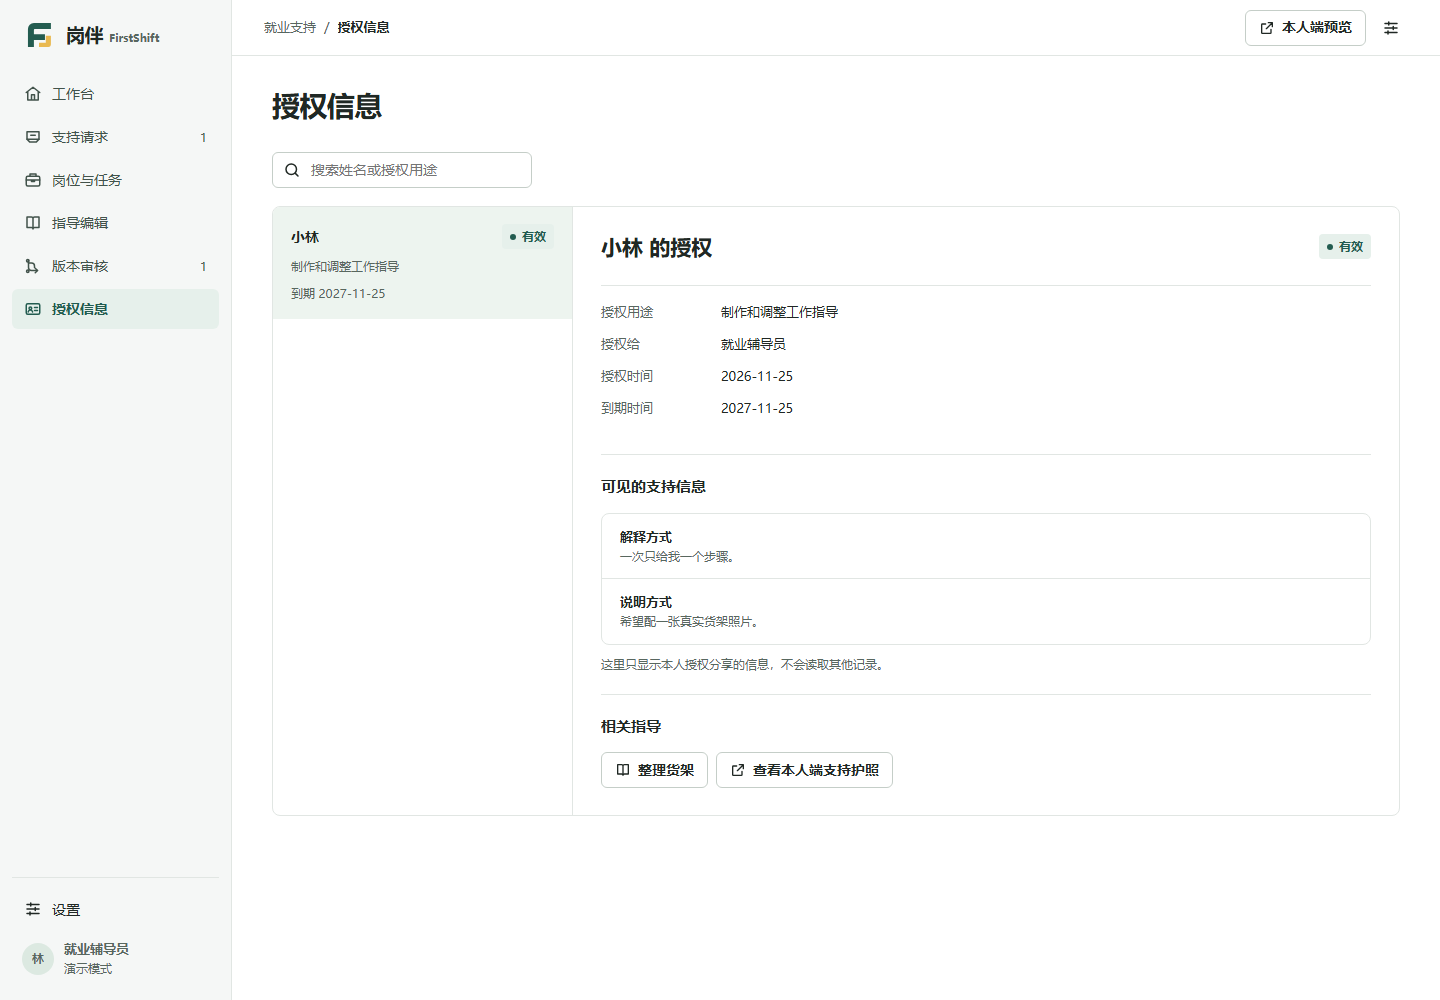 岗伴 FirstShift
工作台
支持请求 1
岗位与任务
指导编辑
版本审核 1
授权信息
设置
林
就业辅导员
演示模式
就业支持 / 授权信息
本人端预览
授权信息
搜索姓名或授权用途
小林 有效
制作和调整工作指导
到期 2027-11-25
小林 的授权 有效
授权用途 制作和调整工作指导
授权给 就业辅导员
授权时间 2026-11-25
到期时间 2027-11-25
可见的支持信息
解释方式
一次只给我一个步骤。
说明方式
希望配一张真实货架照片。
这里只显示本人授权分享的信息，不会读取其他记录。
相关指导
整理货架 查看本人端支持护照